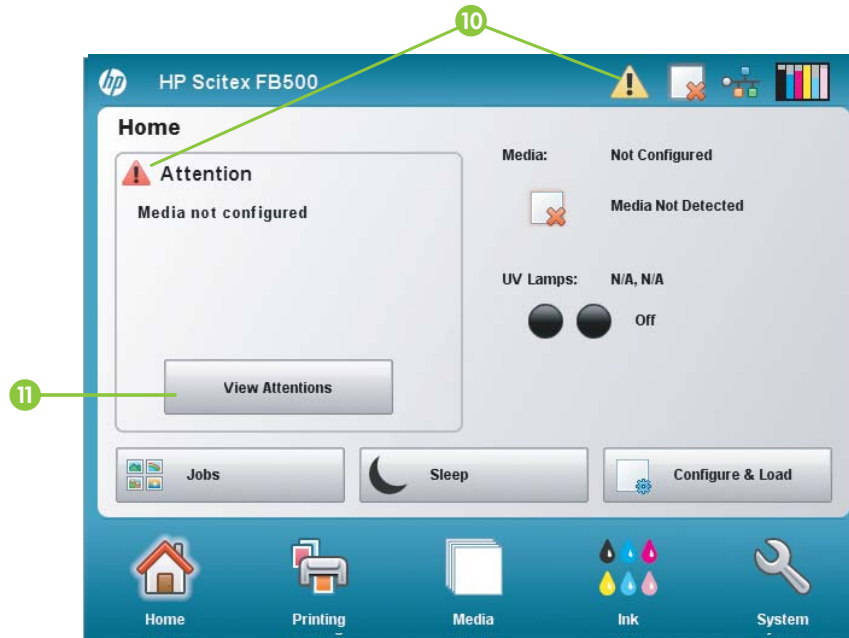 10
hp HP Scitex FB500
Home
! Attention
Media not configured
View Attentions
11
Media: Not Configured
Media Not Detected
UV Lamps: N/A, N/A
Off
Jobs
Sleep
Configure & Load
Home
Printing
Media
Ink
System